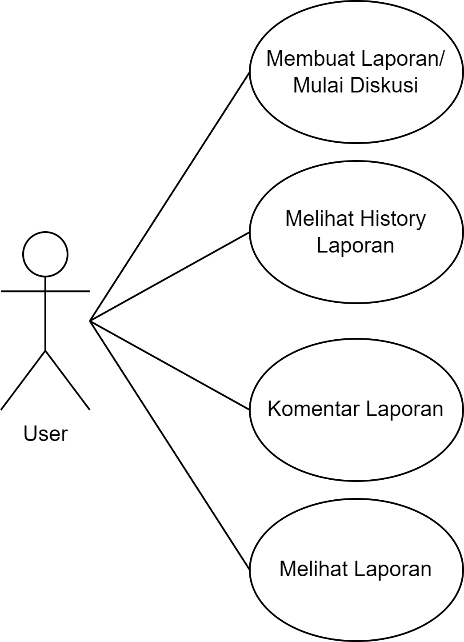 Membuat Laporan/
Mulai Diskusi
Melihat History
Laporan
User
Komentar Laporan
Melihat Laporan